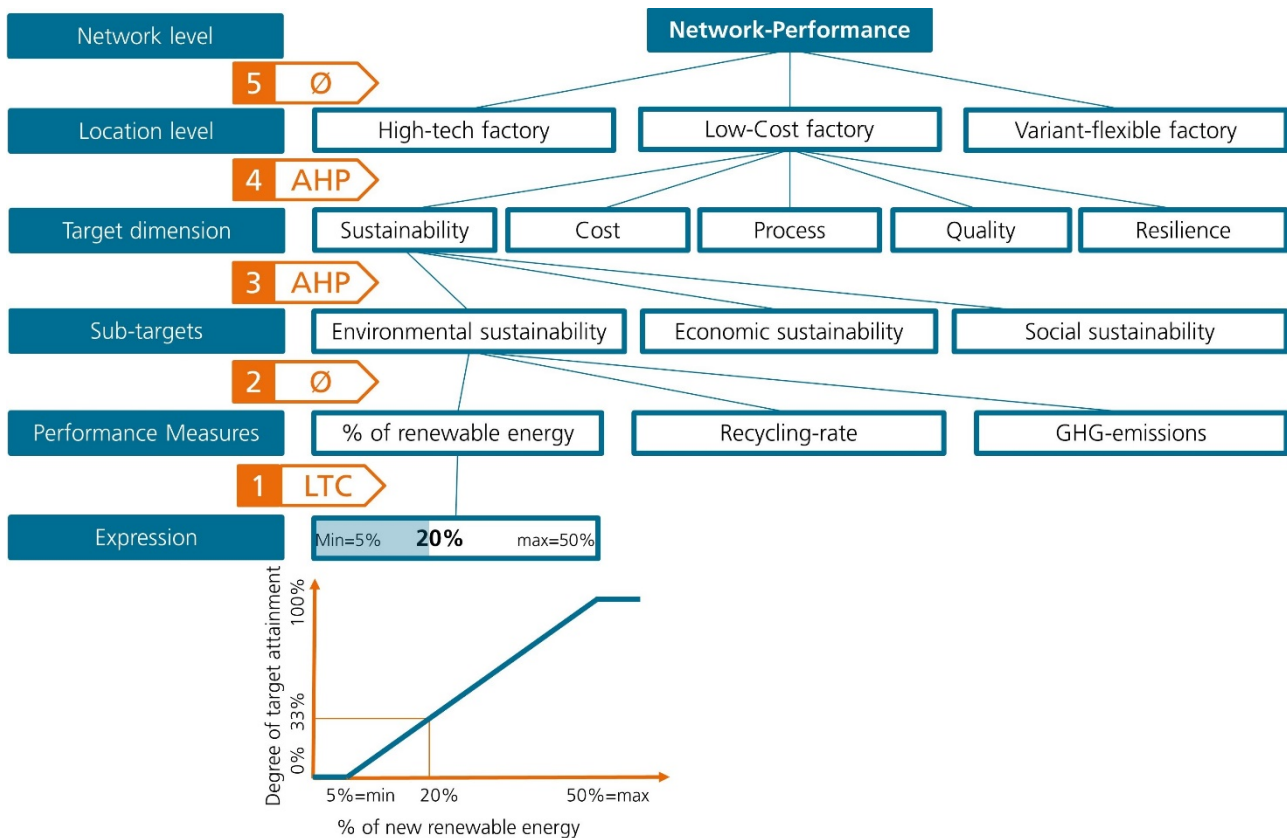 Network level
Network-Performance
5 Ø
Location level
High-tech factory
Low-Cost factory
Variant-flexible factory
4 AHP
Target dimension
Sustainability
Cost
Process
Quality
Resilience
3 AHP
Sub-targets
Environmental sustainability
Economic sustainability
Social sustainability
2 Ø
Performance Measures
% of renewable energy
Recycling-rate
GHG-emissions
1 LTC
Expression
Min=5% 20% max=50%
Degree of target attainment
100%
33%
0%
5%=min 20% 50%=max
% of new renewable energy